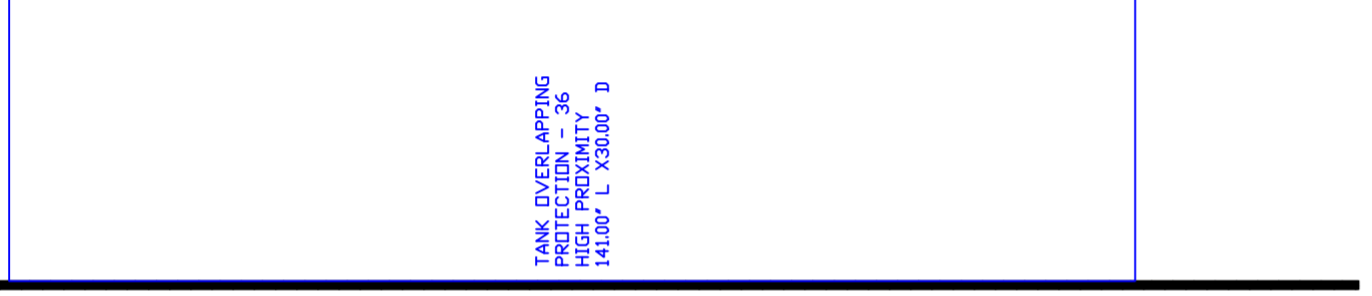 TANK OVERLAPPING
PROTECTION - 36
HIGH PROXIMITY
141.00' L X30.00' D